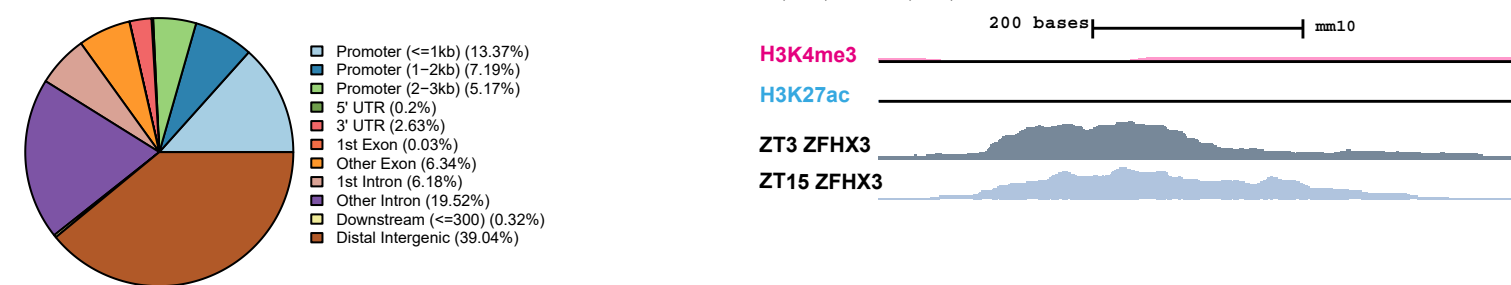 Promoter (<=1kb) (13.37%)
Promoter (1−2kb) (7.19%)
Promoter (2−3kb) (5.17%)
5' UTR (0.2%)
3' UTR (2.63%)
1st Exon (0.03%)
Other Exon (6.34%)
1st Intron (6.18%)
Other Intron (19.52%)
Downstream (<=300) (0.32%)
Distal Intergenic (39.04%)
200 bases
mm10
H3K4me3
H3K27ac
ZT3 ZFHX3
ZT15 ZFHX3